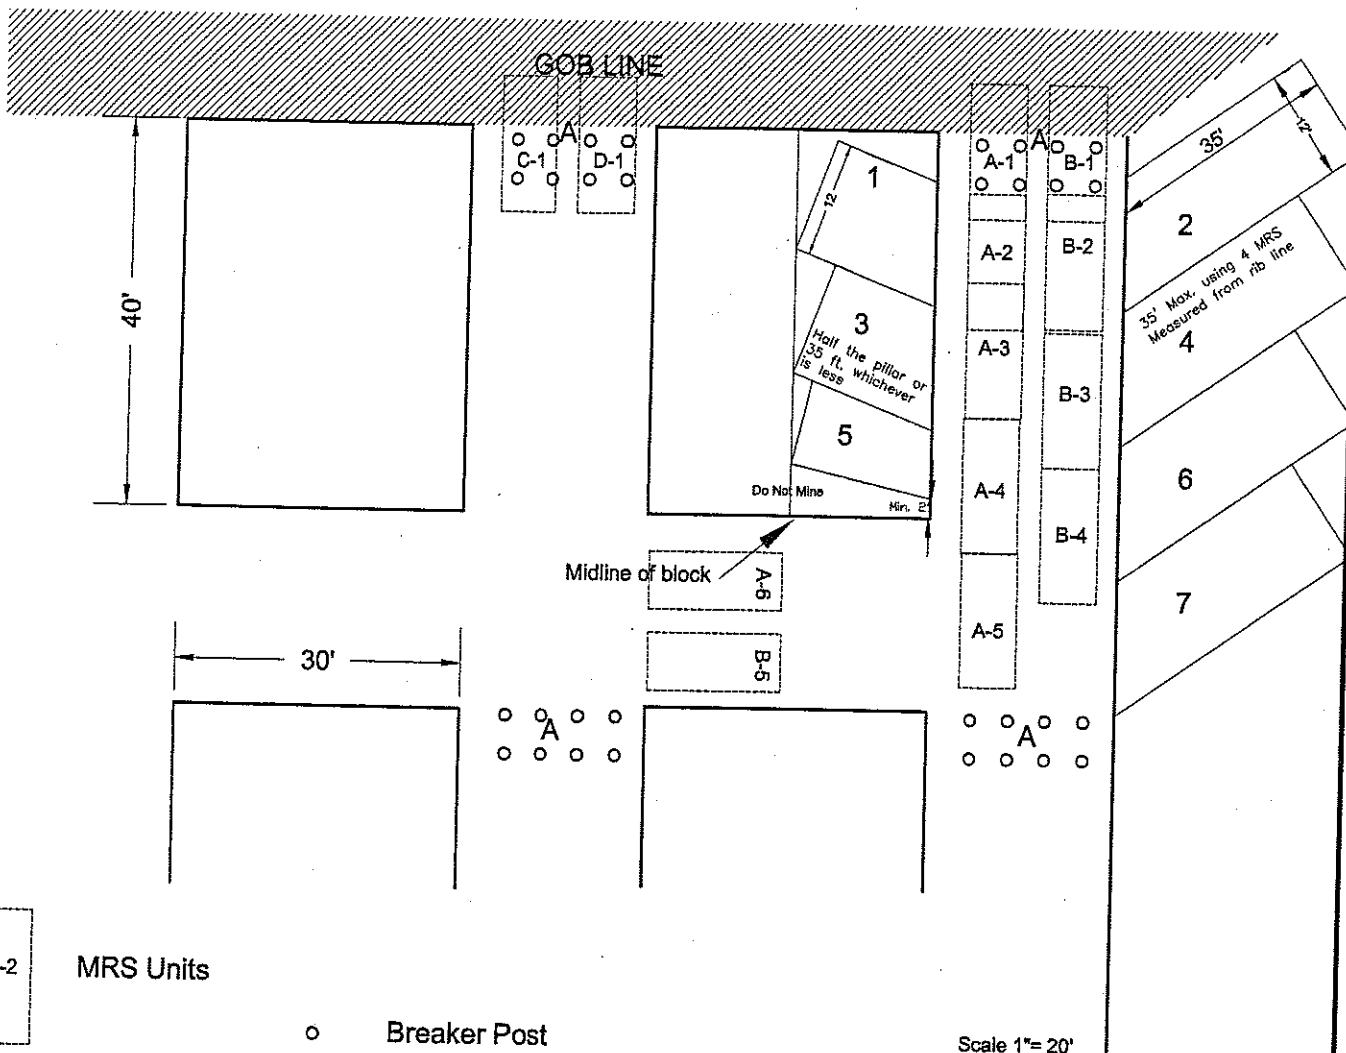 GOB LINE
A
C-1
D-1
A
A-1
B-1
1
12
35'
12'
2
A-2
B-2
40'
35' Max. using 4 MRS
Measured from rib line
4
3
Half the pillar or
35 ft. whichever
is less
A-3
B-3
5
Do Not Mine
Min. 2'
A-4
6
B-4
Midline of block
A-6
7
A-5
30'
B-5
A
A
-2
MRS Units
Breaker Post
Scale 1"= 20'